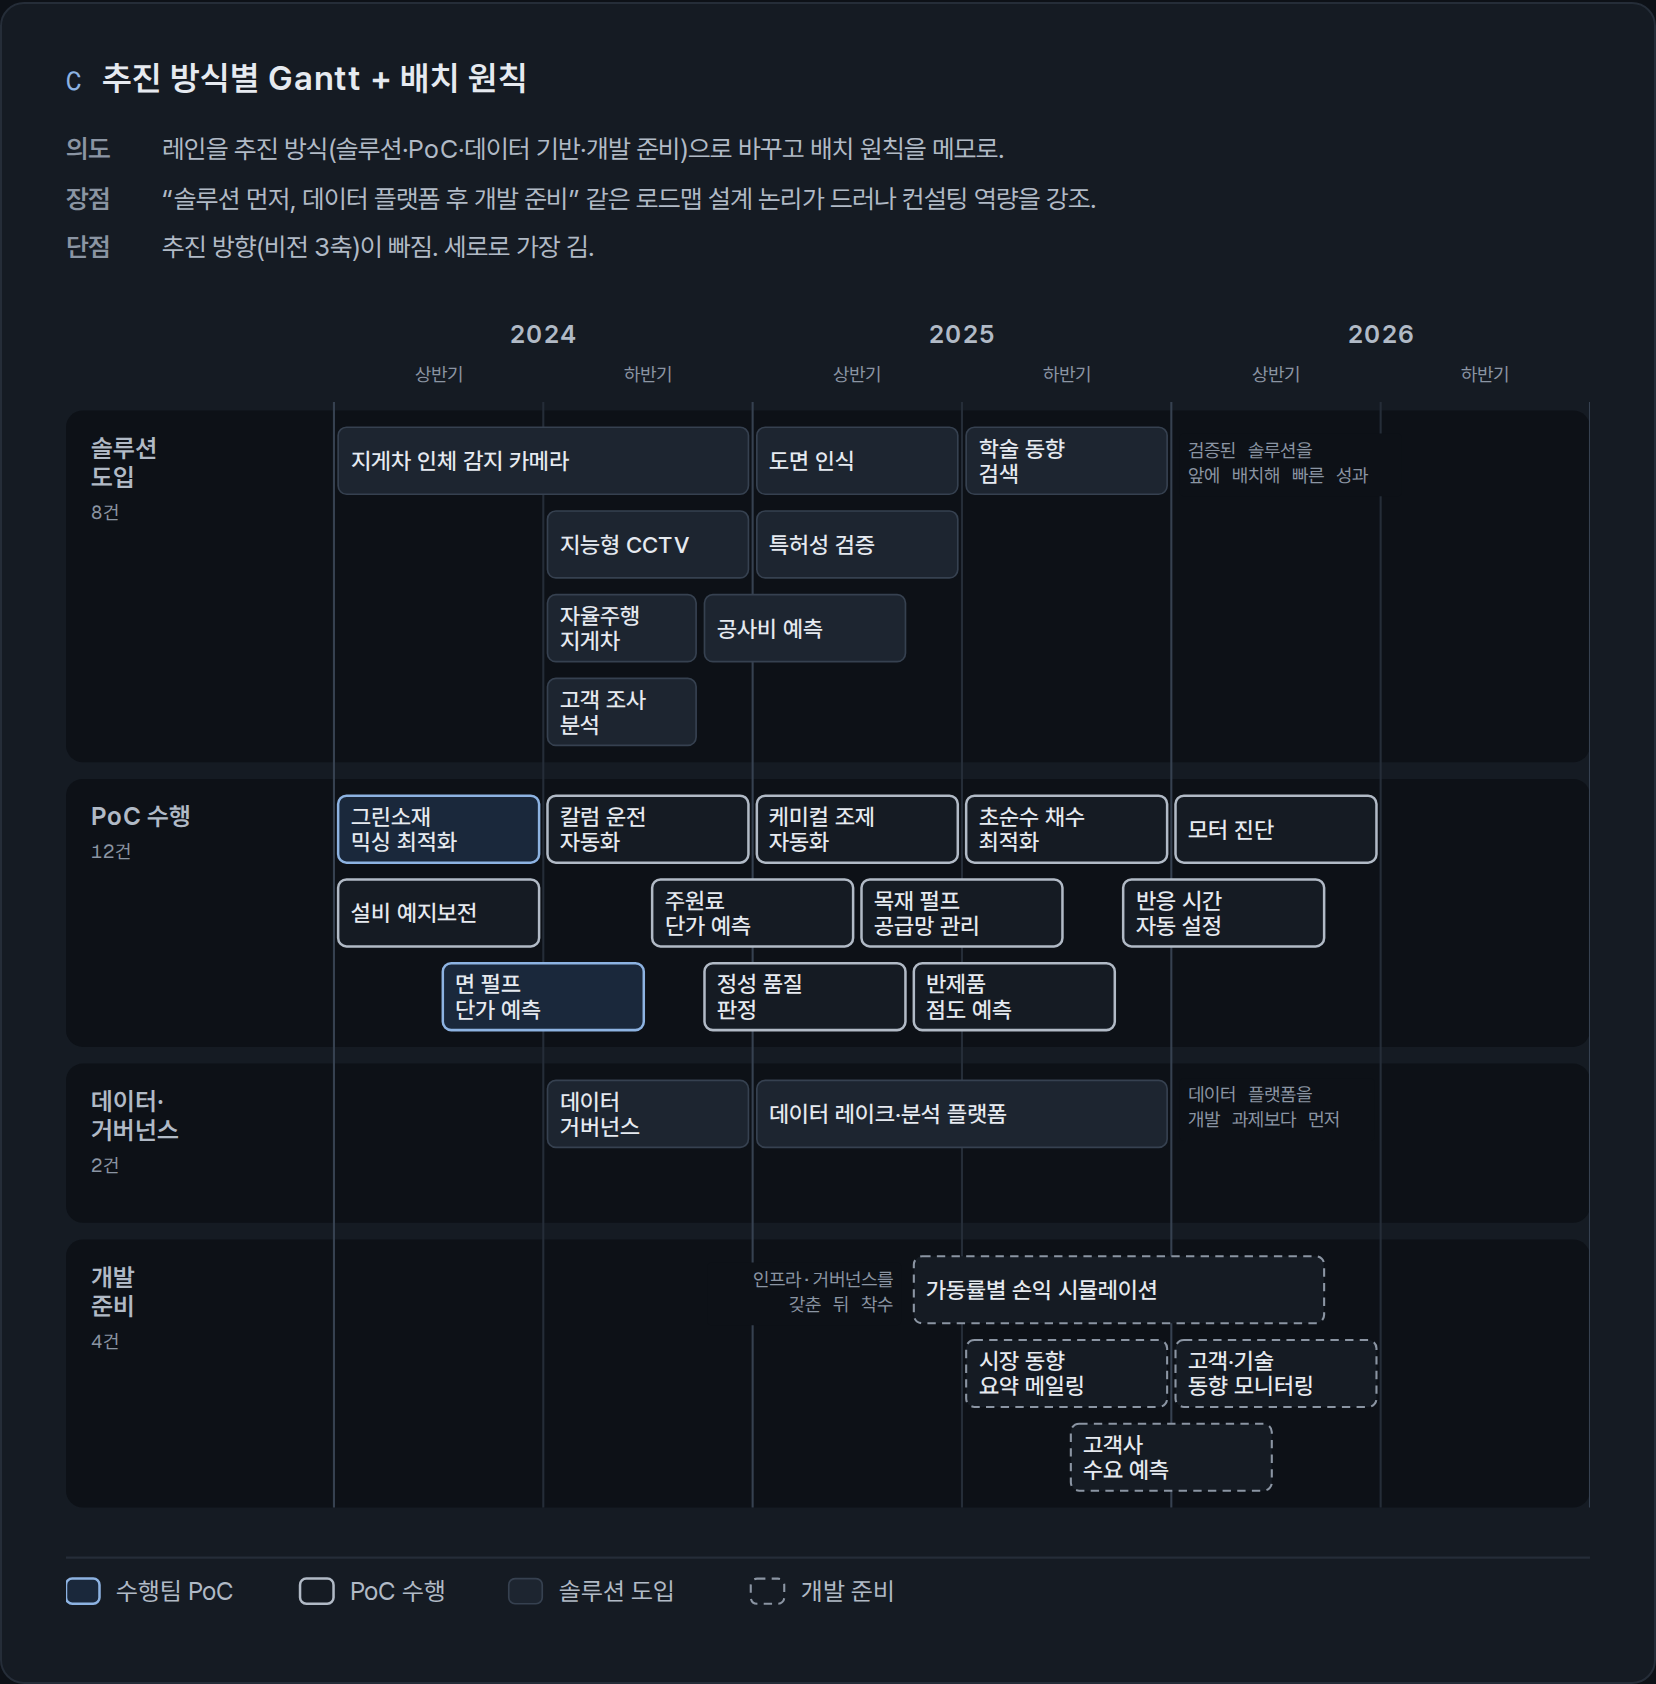 C 추진 방식별 Gantt + 배치 원칙
의도 레인을 추진 방식(솔루션·PoC·데이터 기반·개발 준비)으로 바꾸고 배치 원칙을 메모로.
장점 “솔루션 먼저, 데이터 플랫폼 후 개발 준비” 같은 로드맵 설계 논리가 드러나 컨설팅 역량을 강조.
단점 추진 방향(비전 3축)이 빠짐. 세로로 가장 김.
2024 2025 2026
상반기 하반기 상반기 하반기 상반기 하반기
솔루션
도입
8건
지게차 인체 감지 카메라
도면 인식
학술 동향
검색
검증된 솔루션을
앞에 배치해 빠른 성과
지능형 CCTV
특허성 검증
자율주행
지게차
공사비 예측
고객 조사
분석
PoC 수행
12건
그린소재
믹싱 최적화
칼럼 운전
자동화
케미컬 조제
자동화
초순수 채수
최적화
모터 진단
설비 예지보전
주원료
단가 예측
목재 펄프
공급망 관리
반응 시간
자동 설정
면 펄프
단가 예측
정성 품질
판정
반제품
점도 예측
데이터·
거버넌스
2건
데이터
거버넌스
데이터 레이크·분석 플랫폼
데이터 플랫폼을
개발 과제보다 먼저
개발
준비
4건
인프라·거버넌스를
갖춘 뒤 착수
가동률별 손익 시뮬레이션
시장 동향
요약 메일링
고객·기술
동향 모니터링
고객사
수요 예측
수행팀 PoC
PoC 수행
솔루션 도입
개발 준비